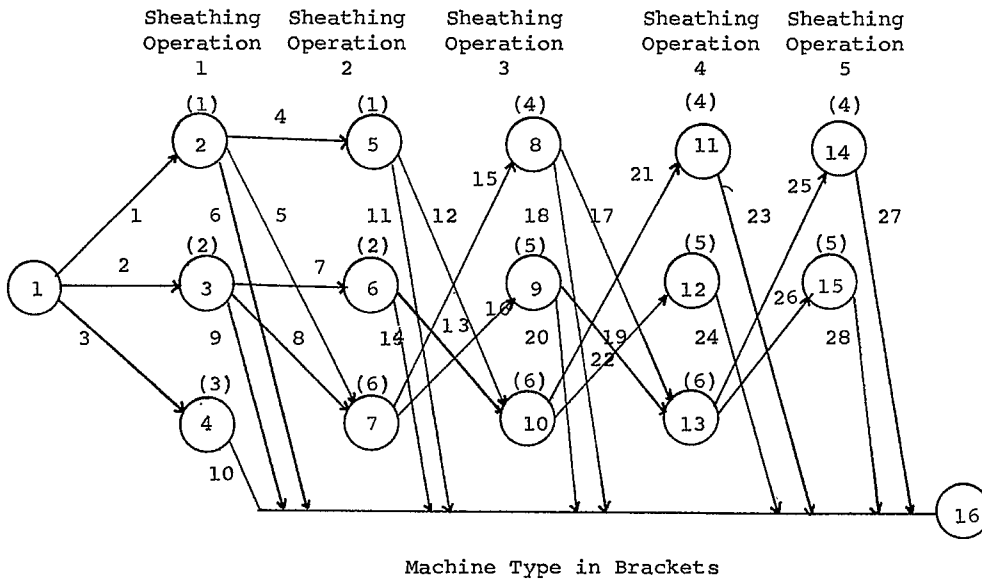 Sheathing Sheathing Sheathing Sheathing Sheathing
Operation Operation Operation Operation Operation
1 2 3 4 5
(1) (1) (4) (4) (4)
2 4 5 8 11 14
15 21 25
1 6 5 11 12 18 17 23 27
(2) (2) (5) (5) (5)
2 7
1 3 6 9 12 15
16 26
3 9 8 14 13 20 19 24 28
22
(3) (6) (6) (6)
4 7 10 13
10
16
Machine Type in Brackets